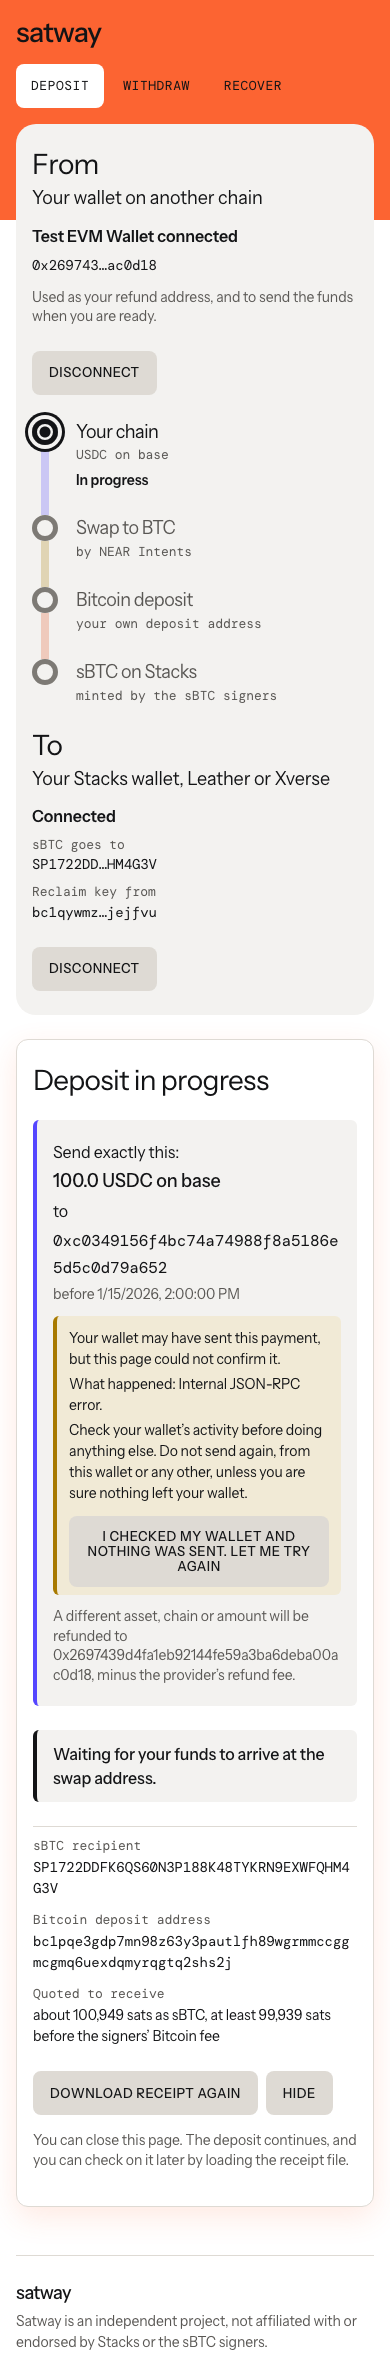 satway
DEPOSIT WITHDRAW RECOVER
From
Your wallet on another chain
Test EVM Wallet connected
0x269743…ac0d18
Used as your refund address, and to send the funds
when you are ready.
DISCONNECT
Your chain
USDC on base
In progress
Swap to BTC
by NEAR Intents
Bitcoin deposit
your own deposit address
sBTC on Stacks
minted by the sBTC signers
To
Your Stacks wallet, Leather or Xverse
Connected
sBTC goes to
SP1722DD…HM4G3V
Reclaim key from
bc1qywmz…jejfvu
DISCONNECT
Deposit in progress
Send exactly this:
100.0 USDC on base
to
0xc0349156f4bc74a74988f8a5186e
5d5c0d79a652
before 1/15/2026, 2:00:00 PM
Your wallet may have sent this payment,
but this page could not confirm it.
What happened: Internal JSON-RPC
error.
Check your wallet’s activity before doing
anything else. Do not send again, from
this wallet or any other, unless you are
sure nothing left your wallet.
I CHECKED MY WALLET AND
NOTHING WAS SENT. LET ME TRY
AGAIN
A different asset, chain or amount will be
refunded to
0x2697439d4fa1eb92144fe59a3ba6deba00a
c0d18, minus the provider’s refund fee.
Waiting for your funds to arrive at the
swap address.
sBTC recipient
SP1722DDFK6QS60N3P188K48TYKRN9EXWFQHM4
G3V
Bitcoin deposit address
bc1pqe3gdp7mn98z63y3pautlfh89wgrmmccgg
mcgmq6uexdqmyrqgtq2shs2j
Quoted to receive
about 100,949 sats as sBTC, at least 99,939 sats
before the signers’ Bitcoin fee
DOWNLOAD RECEIPT AGAIN HIDE
You can close this page. The deposit continues, and
you can check on it later by loading the receipt file.
satway
Satway is an independent project, not affiliated with or
endorsed by Stacks or the sBTC signers.